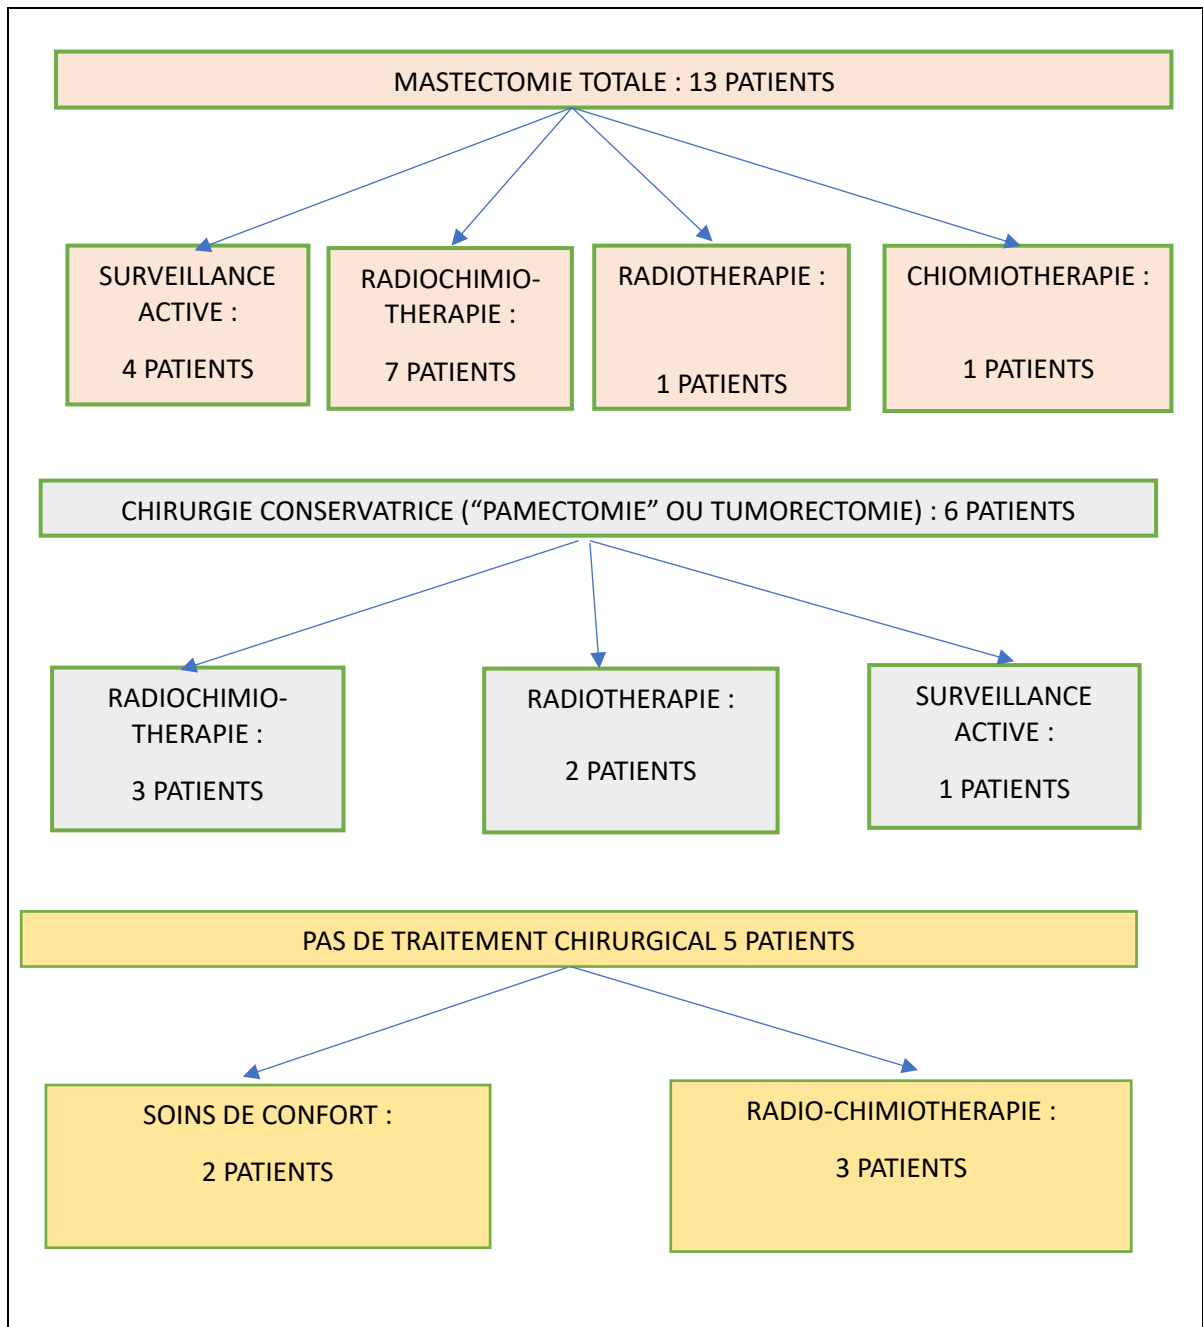 MASTECTOMIE TOTALE : 13 PATIENTS
SURVEILLANCE
ACTIVE :
4 PATIENTS
RADIOCHIMIO-
THERAPIE :
7 PATIENTS
RADIOTHERAPIE :
1 PATIENTS
CHIOMIOTHERAPIE :
1 PATIENTS
CHIRURGIE CONSERVATRICE (“PAMECTOMIE” OU TUMORECTOMIE) : 6 PATIENTS
RADIOCHIMIO-
THERAPIE :
3 PATIENTS
RADIOTHERAPIE :
2 PATIENTS
SURVEILLANCE
ACTIVE :
1 PATIENTS
PAS DE TRAITEMENT CHIRURGICAL 5 PATIENTS
SOINS DE CONFORT :
2 PATIENTS
RADIO-CHIMIOTHERAPIE :
3 PATIENTS